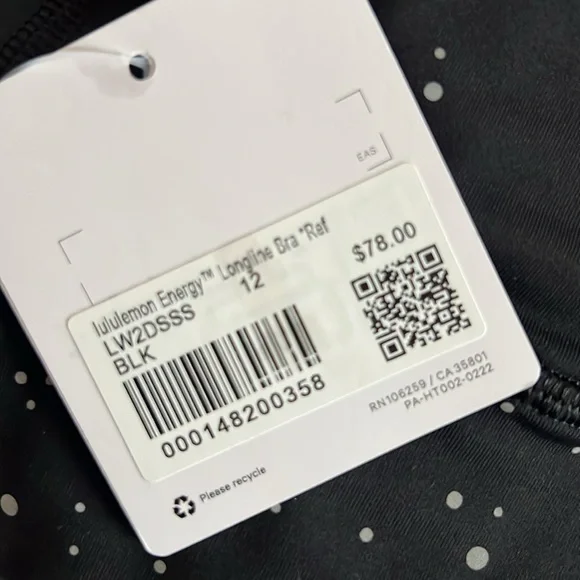 EAS
lululemon Energy™ Longline Bra *Ref
LW2DSSS 12 $78.00
BLK
000148200358
RN106259 / CA35801
PA-HT002-0222
Please recycle